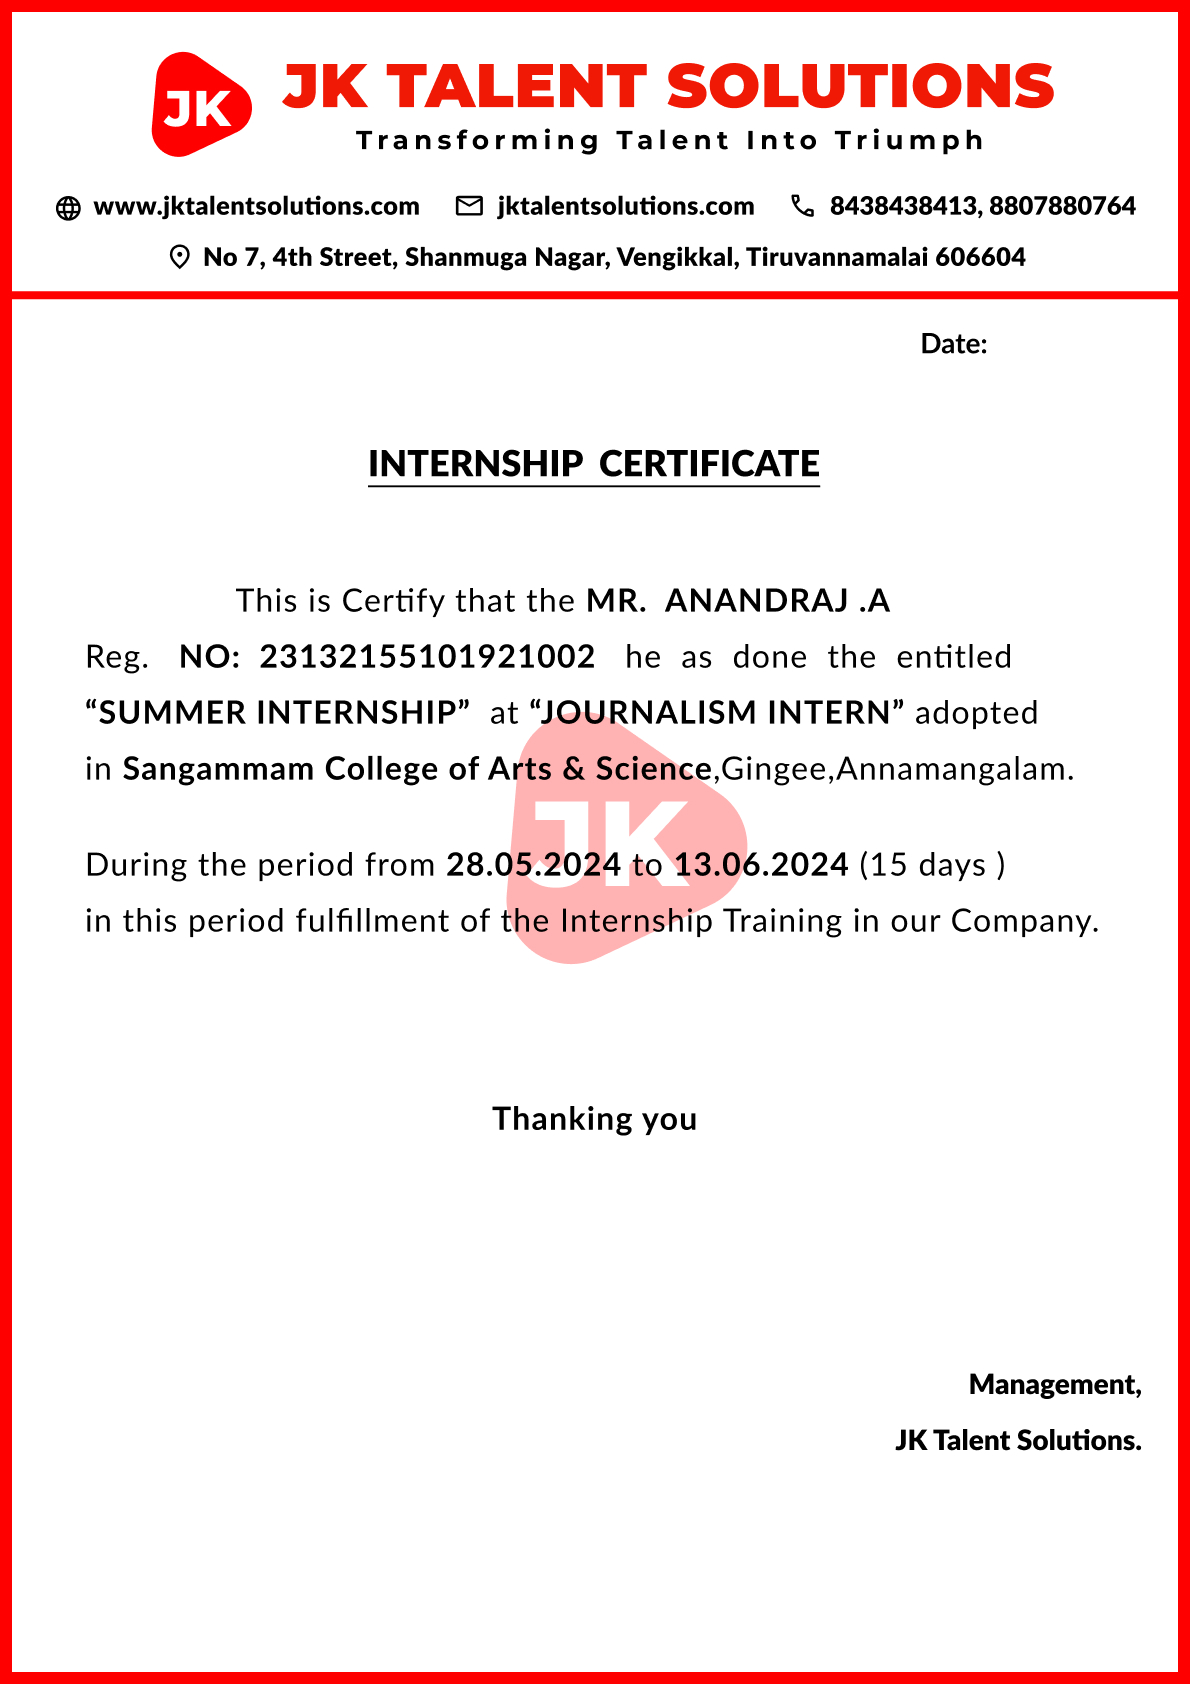 JK
JK TALENT SOLUTIONS
Transforming Talent Into Triumph
www.jktalentsolutions.com jktalentsolutions.com 8438438413, 8807880764
No 7, 4th Street, Shanmuga Nagar, Vengikkal, Tiruvannamalai 606604
Date:
INTERNSHIP CERTIFICATE
This is Certify that the MR. ANANDRAJ .A
Reg. NO: 23132155101921002 he as done the entitled
“SUMMER INTERNSHIP” at “JOURNALISM INTERN” adopted
in Sangammam College of Arts & Science,Gingee,Annamangalam.
JK
During the period from 28.05.2024 to 13.06.2024 (15 days )
in this period fulfillment of the Internship Training in our Company.
Thanking you
Management,
JK Talent Solutions.